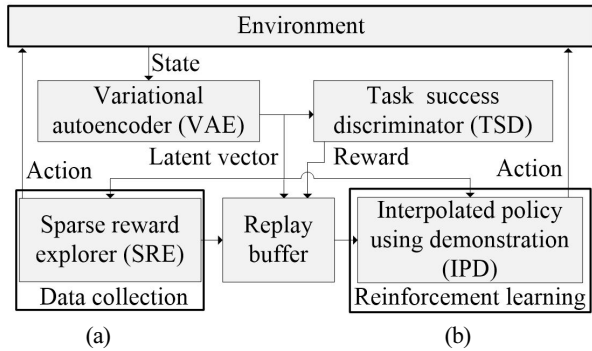 Environment
State
Variational
autoencoder (VAE)
Task success
discriminator (TSD)
Latent vector
Reward
Action
Action
Sparse reward
explorer (SRE)
Replay
buffer
Interpolated policy
using demonstration
(IPD)
Data collection
Reinforcement learning
(a)
(b)